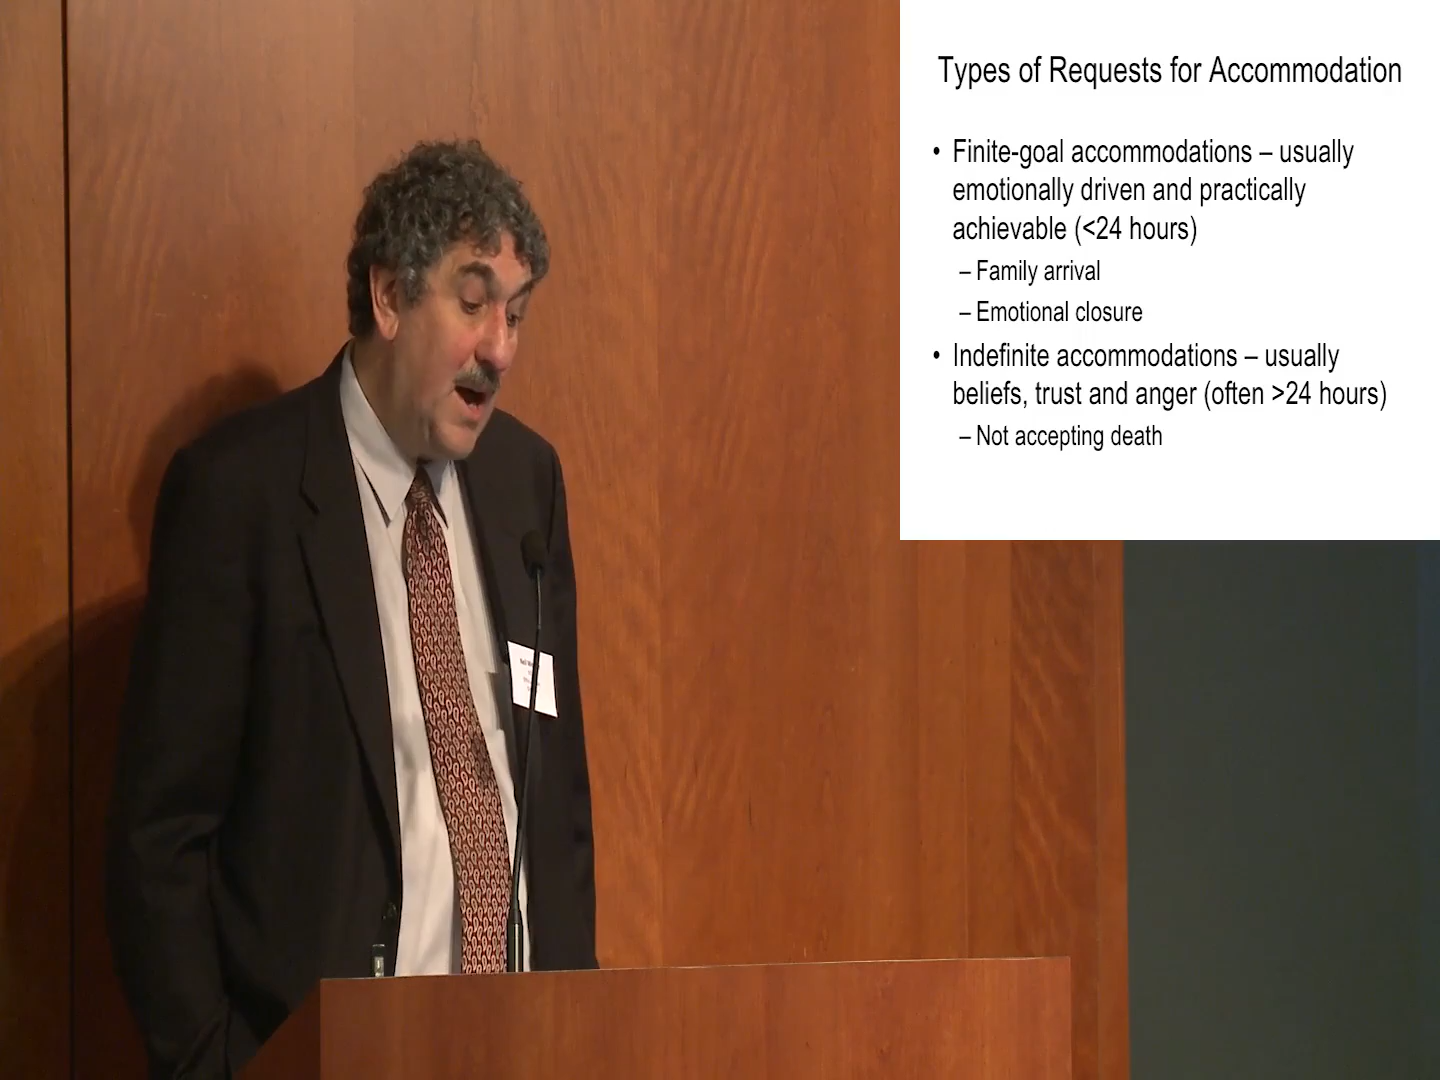 Types of Requests for Accommodation
• Finite-goal accommodations – usually
emotionally driven and practically
achievable (<24 hours)
– Family arrival
– Emotional closure
• Indefinite accommodations – usually
beliefs, trust and anger (often >24 hours)
– Not accepting death
Neil